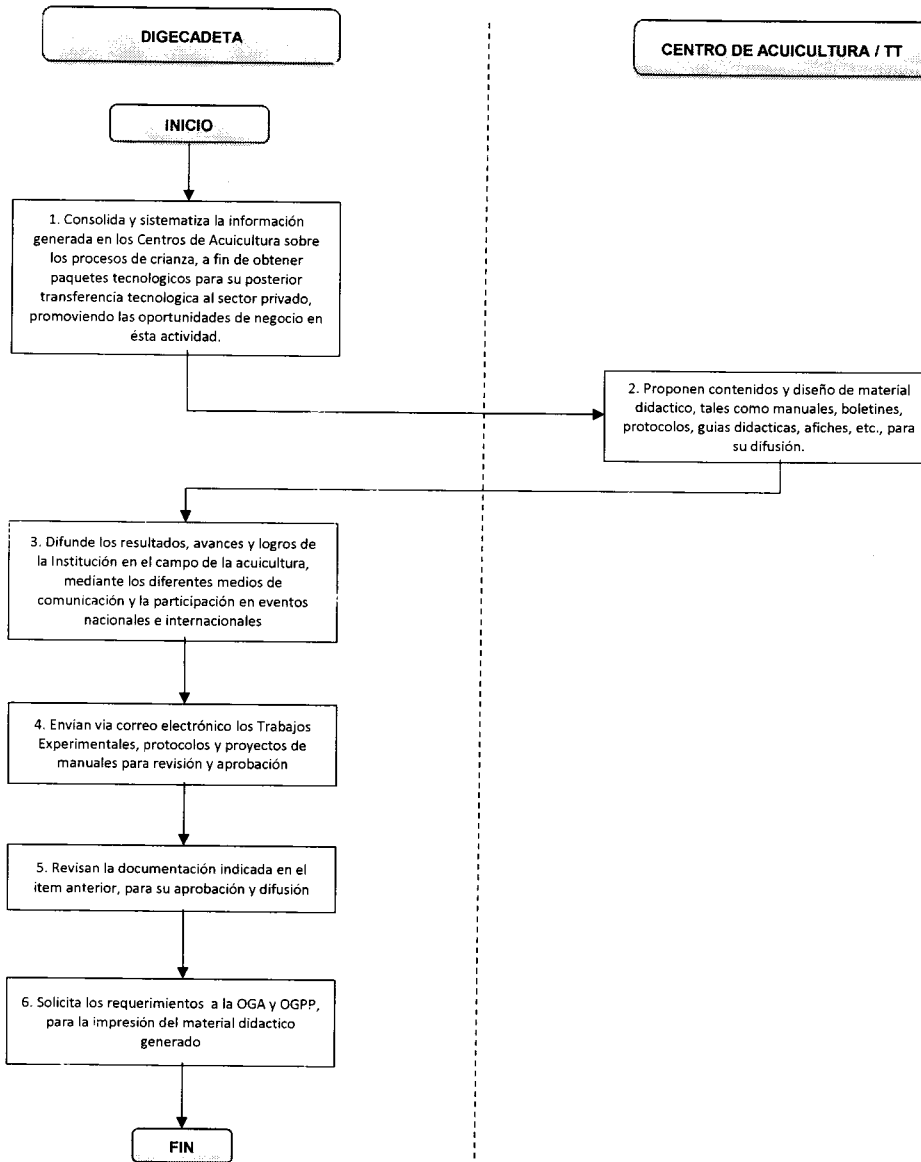 DIGECADETA
CENTRO DE ACUICULTURA / TT
INICIO
1. Consolida y sistematiza la información
generada en los Centros de Acuicultura sobre
los procesos de crianza, a fin de obtener
paquetes tecnologicos para su posterior
transferencia tecnologica al sector privado,
promoviendo las oportunidades de negocio en
ésta actividad.
2. Proponen contenidos y diseño de material
didactico, tales como manuales, boletines,
protocolos, guias didacticas, afiches, etc., para
su difusión.
3. Difunde los resultados, avances y logros de
la Institución en el campo de la acuicultura,
mediante los diferentes medios de
comunicación y la participación en eventos
nacionales e internacionales
4. Envían via correo electrónico los Trabajos
Experimentales, protocolos y proyectos de
manuales para revisión y aprobación
5. Revisan la documentación indicada en el
item anterior, para su aprobación y difusión
6. Solicita los requerimientos a la OGA y OGPP,
para la impresión del material didactico
generado
FIN